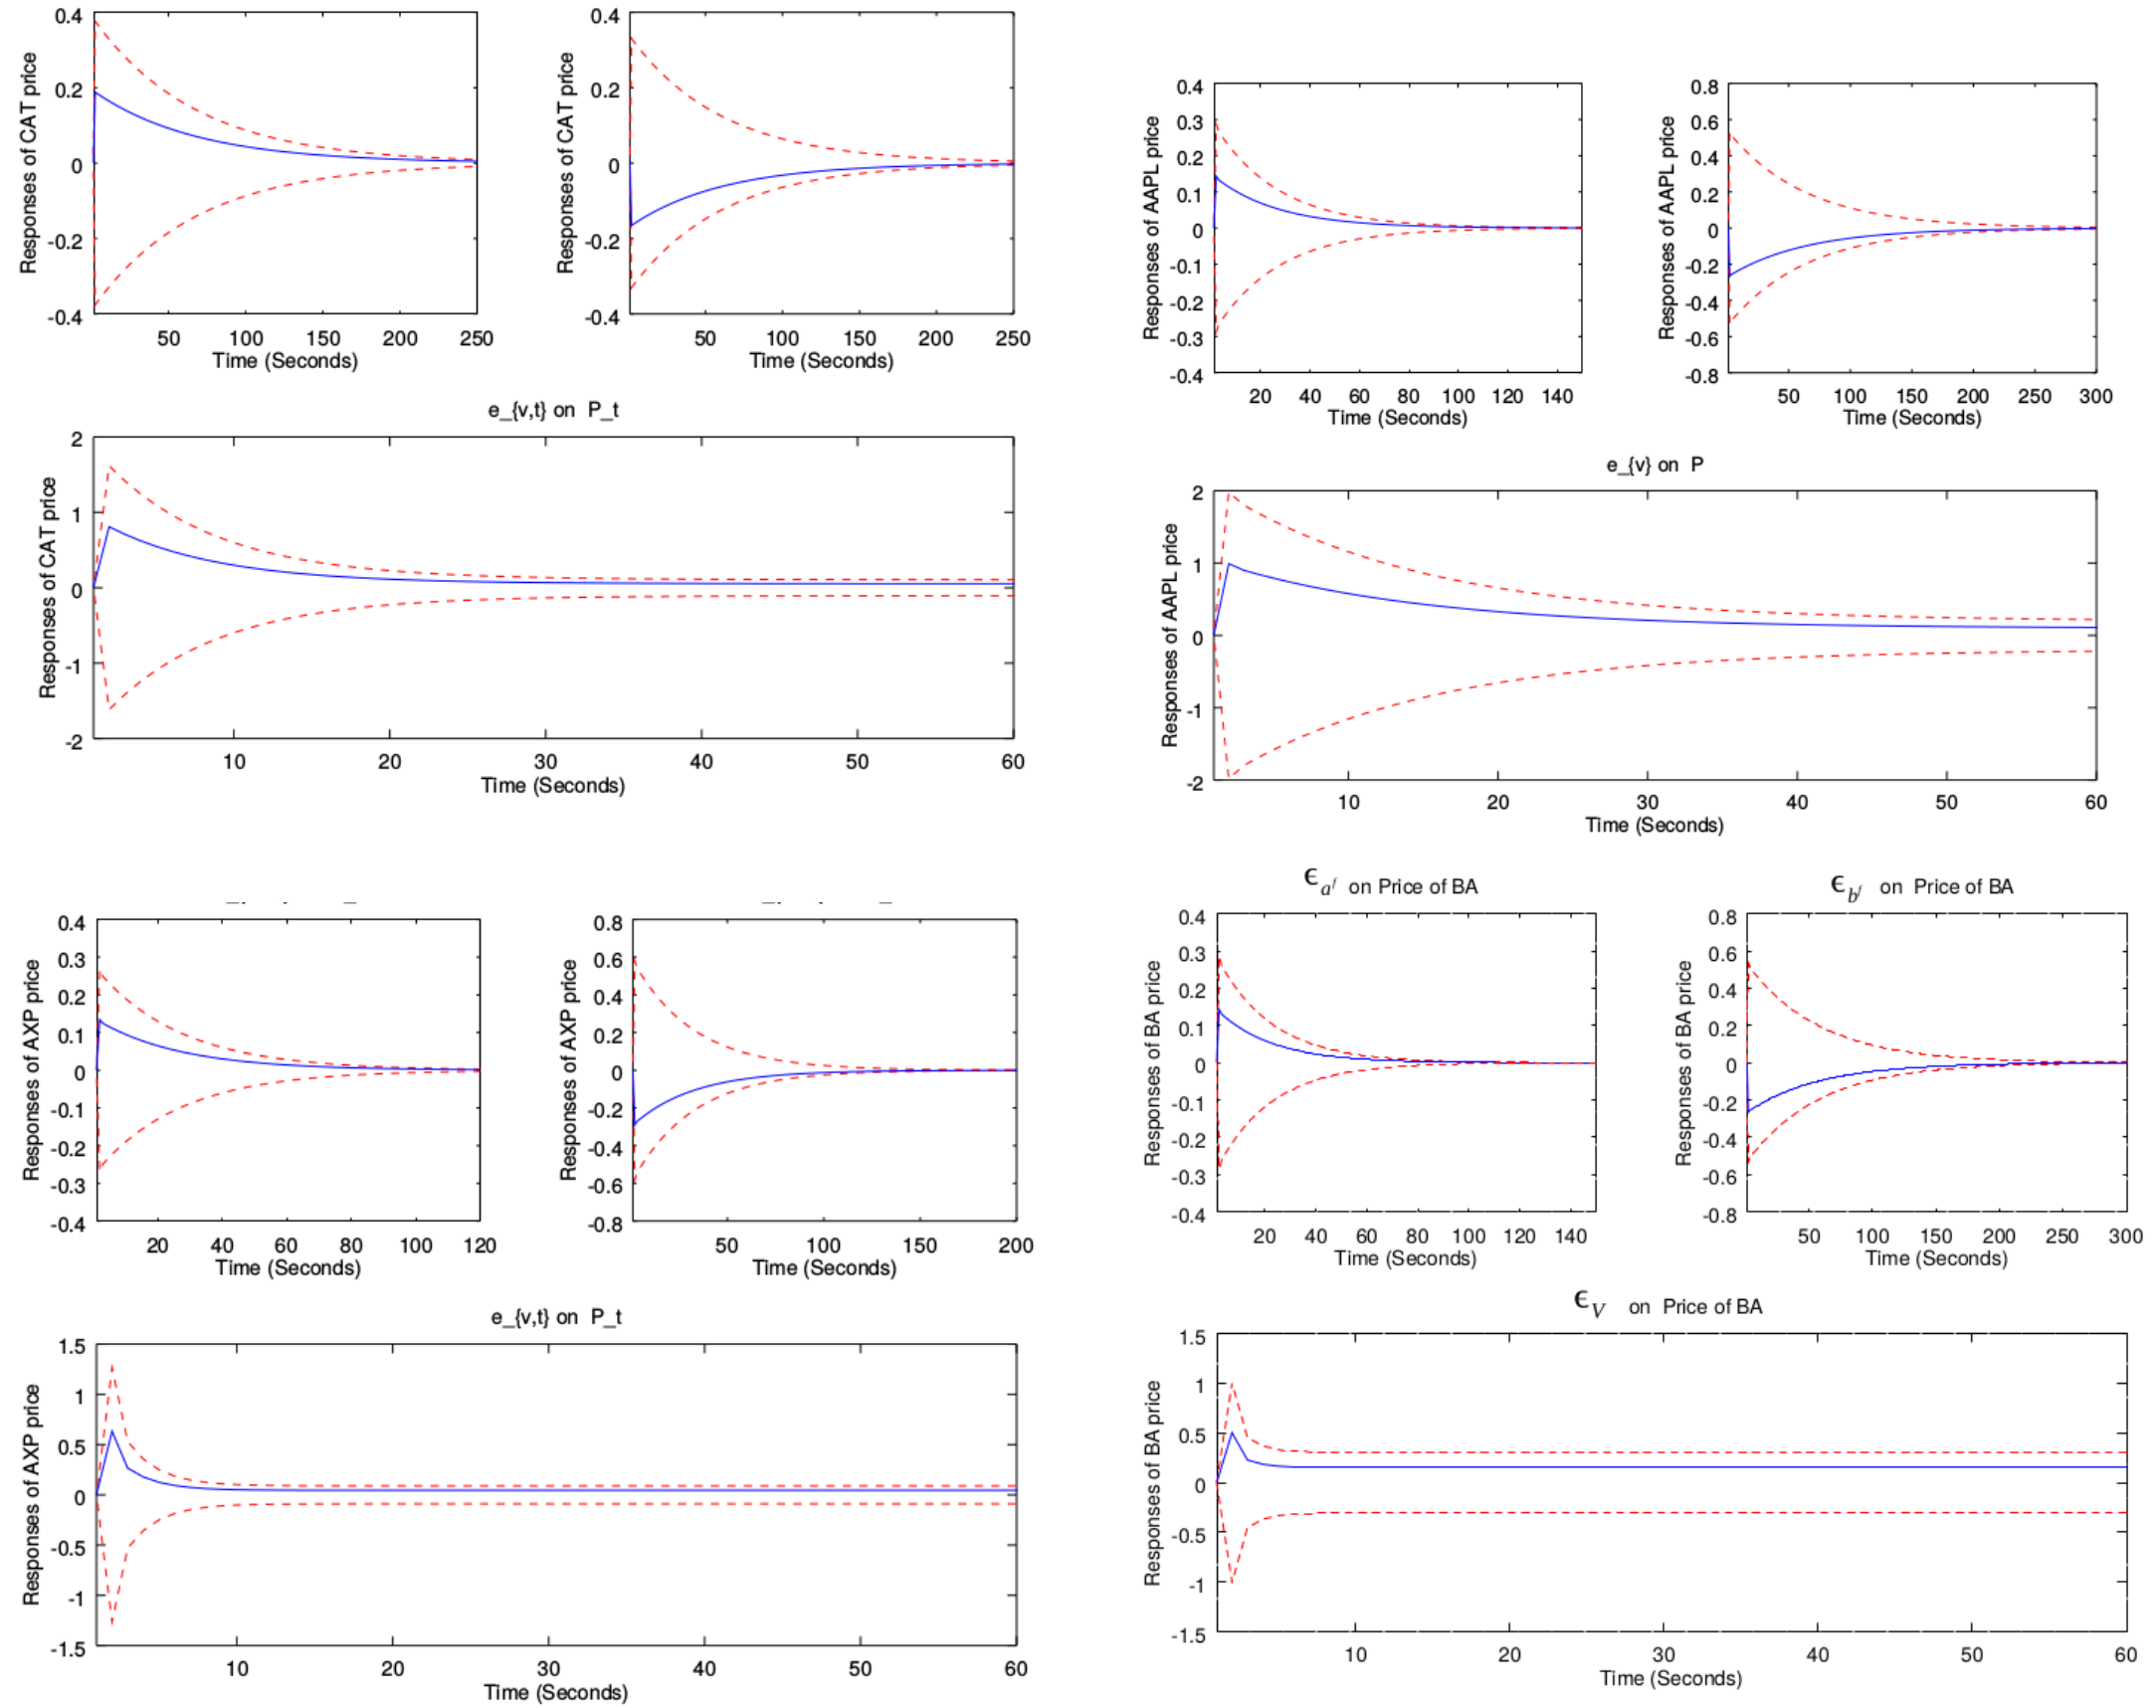 0.4
0.2
0
-0.2
-0.4
Responses of CAT price
50 100 150 200 250
Time (Seconds)
0.4
0.2
0
-0.2
-0.4
Responses of CAT price
50 100 150 200 250
Time (Seconds)
e_{v,t} on P_t
2
1
0
-1
-2
Responses of CAT price
10 20 30 40 50 60
Time (Seconds)
0.4
0.3
0.2
0.1
0
-0.1
-0.2
-0.3
-0.4
Responses of AAPL price
20 40 60 80 100 120 140
Time (Seconds)
0.8
0.6
0.4
0.2
0
-0.2
-0.4
-0.6
-0.8
Responses of AAPL price
50 100 150 200 250 300
Time (Seconds)
e_{v} on P
2
1
0
-1
-2
Responses of AAPL price
10 20 30 40 50 60
Time (Seconds)
0.4
0.3
0.2
0.1
0
-0.1
-0.2
-0.3
-0.4
Responses of AXP price
20 40 60 80 100 120
Time (Seconds)
0.8
0.6
0.4
0.2
0
-0.2
-0.4
-0.6
-0.8
Responses of AXP price
50 100 150 200
Time (Seconds)
e_{v,t} on P_t
1.5
1
0.5
0
-0.5
-1
-1.5
Responses of AXP price
10 20 30 40 50 60
Time (Seconds)
ϵ_{a^f} on Price of BA
0.4
0.3
0.2
0.1
0
-0.1
-0.2
-0.3
-0.4
Responses of BA price
20 40 60 80 100 120 140
Time (Seconds)
ϵ_{b^f} on Price of BA
0.8
0.6
0.4
0.2
0
-0.2
-0.4
-0.6
-0.8
Responses of BA price
50 100 150 200 250 300
Time (Seconds)
ϵ_V on Price of BA
1.5
1
0.5
0
-0.5
-1
-1.5
Responses of BA price
10 20 30 40 50 60
Time (Seconds)